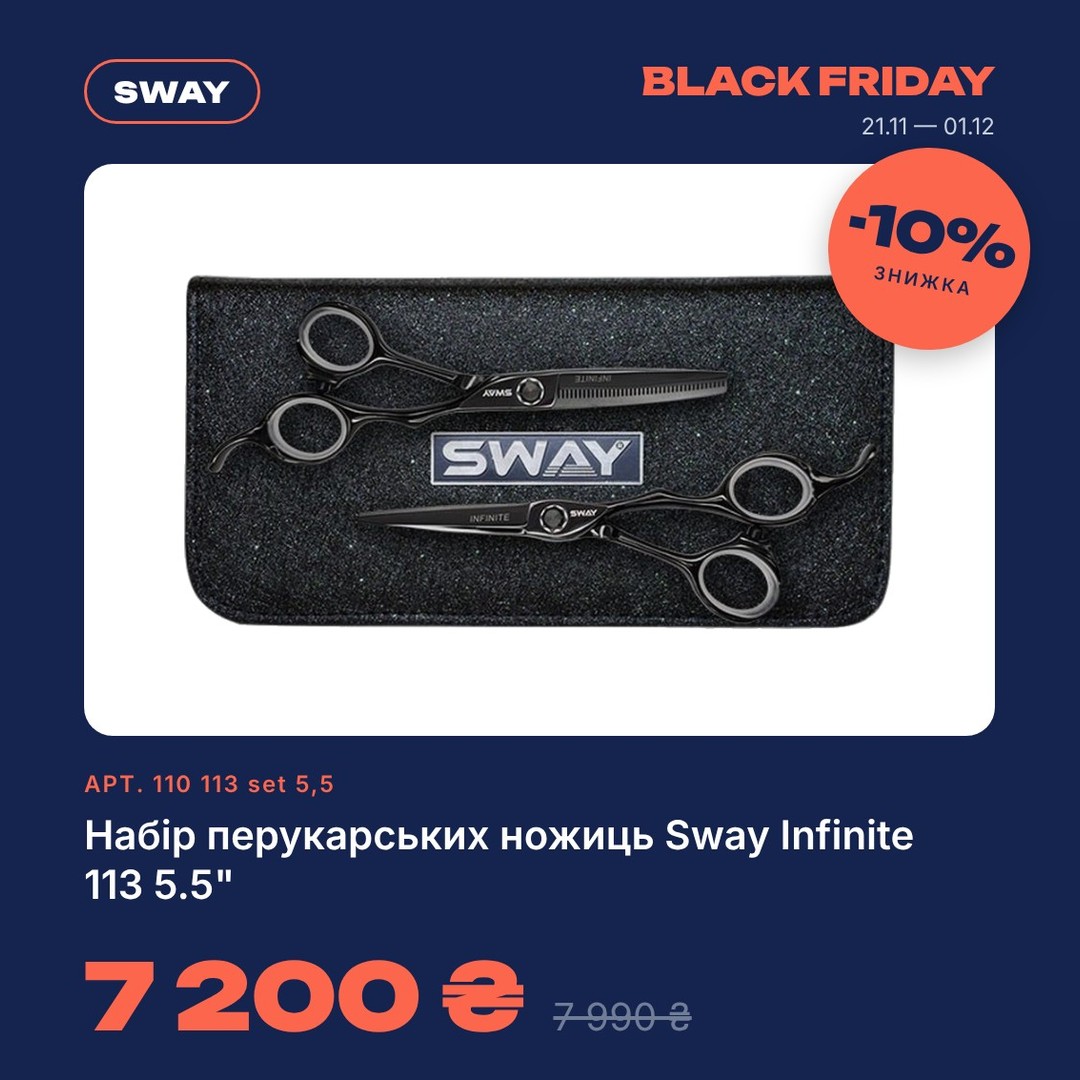 SWAY
BLACK FRIDAY
21.11 — 01.12
-10%
ЗНИЖКА
INFINITE
SWAY
SWAY®
INFINITE
SWAY
АРТ. 110 113 set 5,5
Набір перукарських ножиць Sway Infinite
113 5.5"
7 200 ₴
7 990 ₴